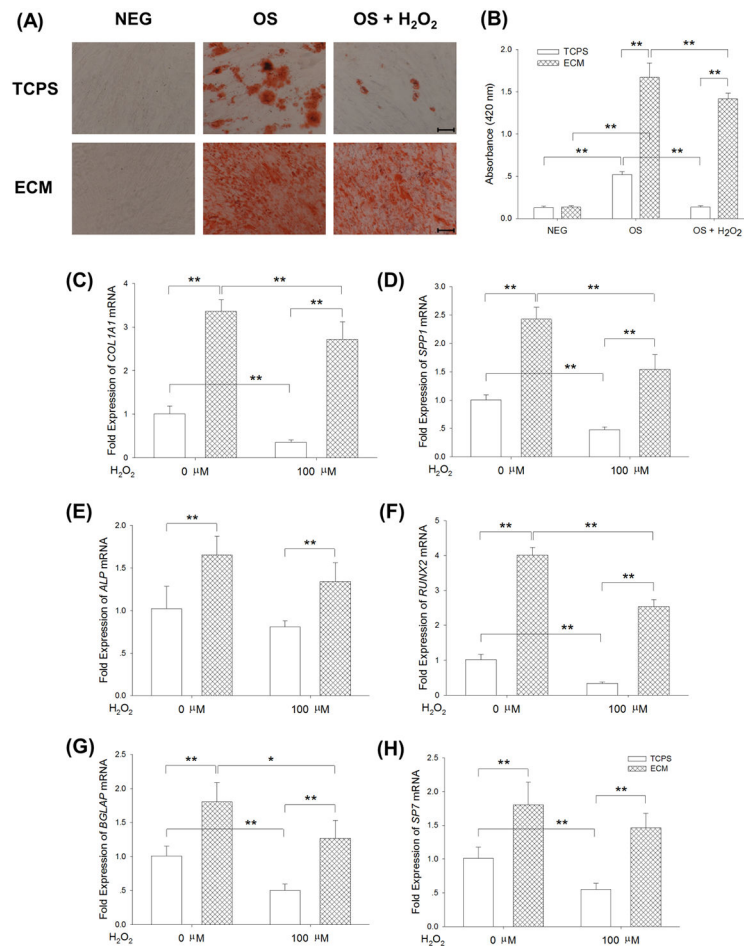 (A)
NEG
OS
OS + H₂O₂
TCPS
ECM
(B)
TCPS
ECM
Absorbance (420 nm)
2.0
1.5
1.0
.5
0.0
**
**
**
**
**
**
NEG
OS
OS + H₂O₂
(C)
Fold Expression of COL1A1 mRNA
4
3
2
1
0
**
**
**
**
H₂O₂
0 μM
100 μM
(D)
Fold Expression of SPP1 mRNA
3.0
2.5
2.0
1.5
1.0
.5
0.0
**
**
**
**
H₂O₂
0 μM
100 μM
(E)
Fold Expression of ALP mRNA
2.0
1.5
1.0
.5
0.0
**
**
H₂O₂
0 μM
100 μM
(F)
Fold Expression of RUNX2 mRNA
5
4
3
2
1
0
**
**
**
**
H₂O₂
0 μM
100 μM
(G)
Fold Expression of BGLAP mRNA
2.5
2.0
1.5
1.0
.5
0.0
**
*
**
**
H₂O₂
0 μM
100 μM
(H)
Fold Expression of SP7 mRNA
2.5
2.0
1.5
1.0
.5
0.0
TCPS
ECM
**
**
**
H₂O₂
0 μM
100 μM